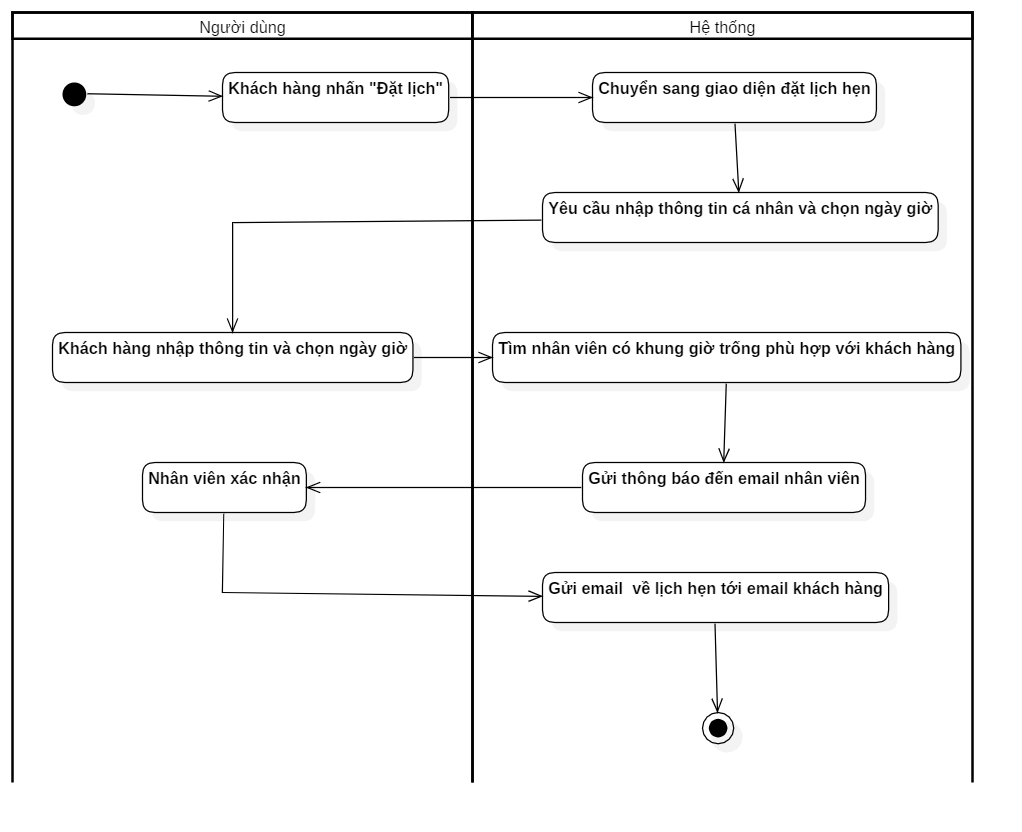 Người dùng
Hệ thống
Khách hàng nhấn "Đặt lịch"
Chuyển sang giao diện đặt lịch hẹn
Yêu cầu nhập thông tin cá nhân và chọn ngày giờ
Khách hàng nhập thông tin và chọn ngày giờ
Tìm nhân viên có khung giờ trống phù hợp với khách hàng
Gửi thông báo đến email nhân viên
Nhân viên xác nhận
Gửi email  về lịch hẹn tới email khách hàng